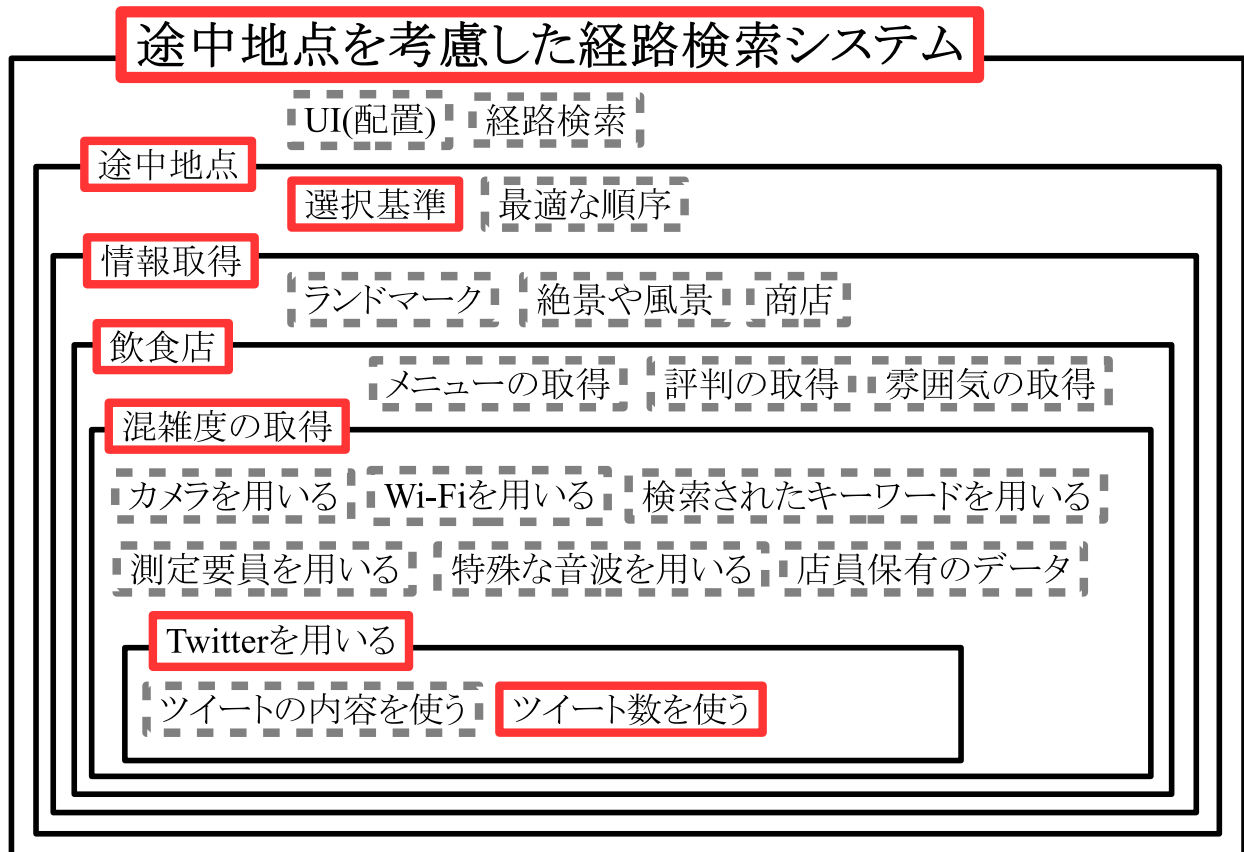 途中地点を考慮した経路検索システム
UI(配置) 経路検索
途中地点
選択基準 最適な順序
情報取得
ランドマーク 絶景や風景 商店
飲食店
メニューの取得 評判の取得 雰囲気の取得
混雑度の取得
カメラを用いる Wi-Fiを用いる 検索されたキーワードを用いる
測定要員を用いる 特殊な音波を用いる 店員保有のデータ
Twitterを用いる
ツイートの内容を使う ツイート数を使う